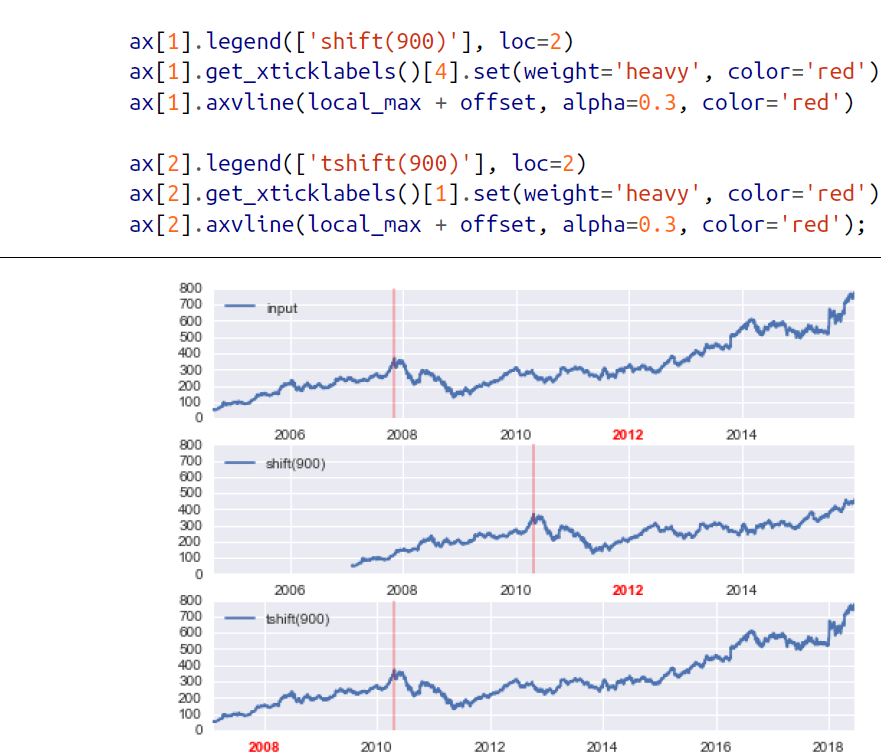 ax[1].legend(['shift(900)'], loc=2)
ax[1].get_xticklabels()[4].set(weight='heavy', color='red')
ax[1].axvline(local_max + offset, alpha=0.3, color='red')
ax[2].legend(['tshift(900)'], loc=2)
ax[2].get_xticklabels()[1].set(weight='heavy', color='red')
ax[2].axvline(local_max + offset, alpha=0.3, color='red');
800
700
600
500
400
300
200
100
0
input
2006 2008 2010 2012 2014
800
700
600
500
400
300
200
100
0
shift(900)
2006 2008 2010 2012 2014
800
700
600
500
400
300
200
100
0
tshift(900)
2008 2010 2012 2014 2016 2018